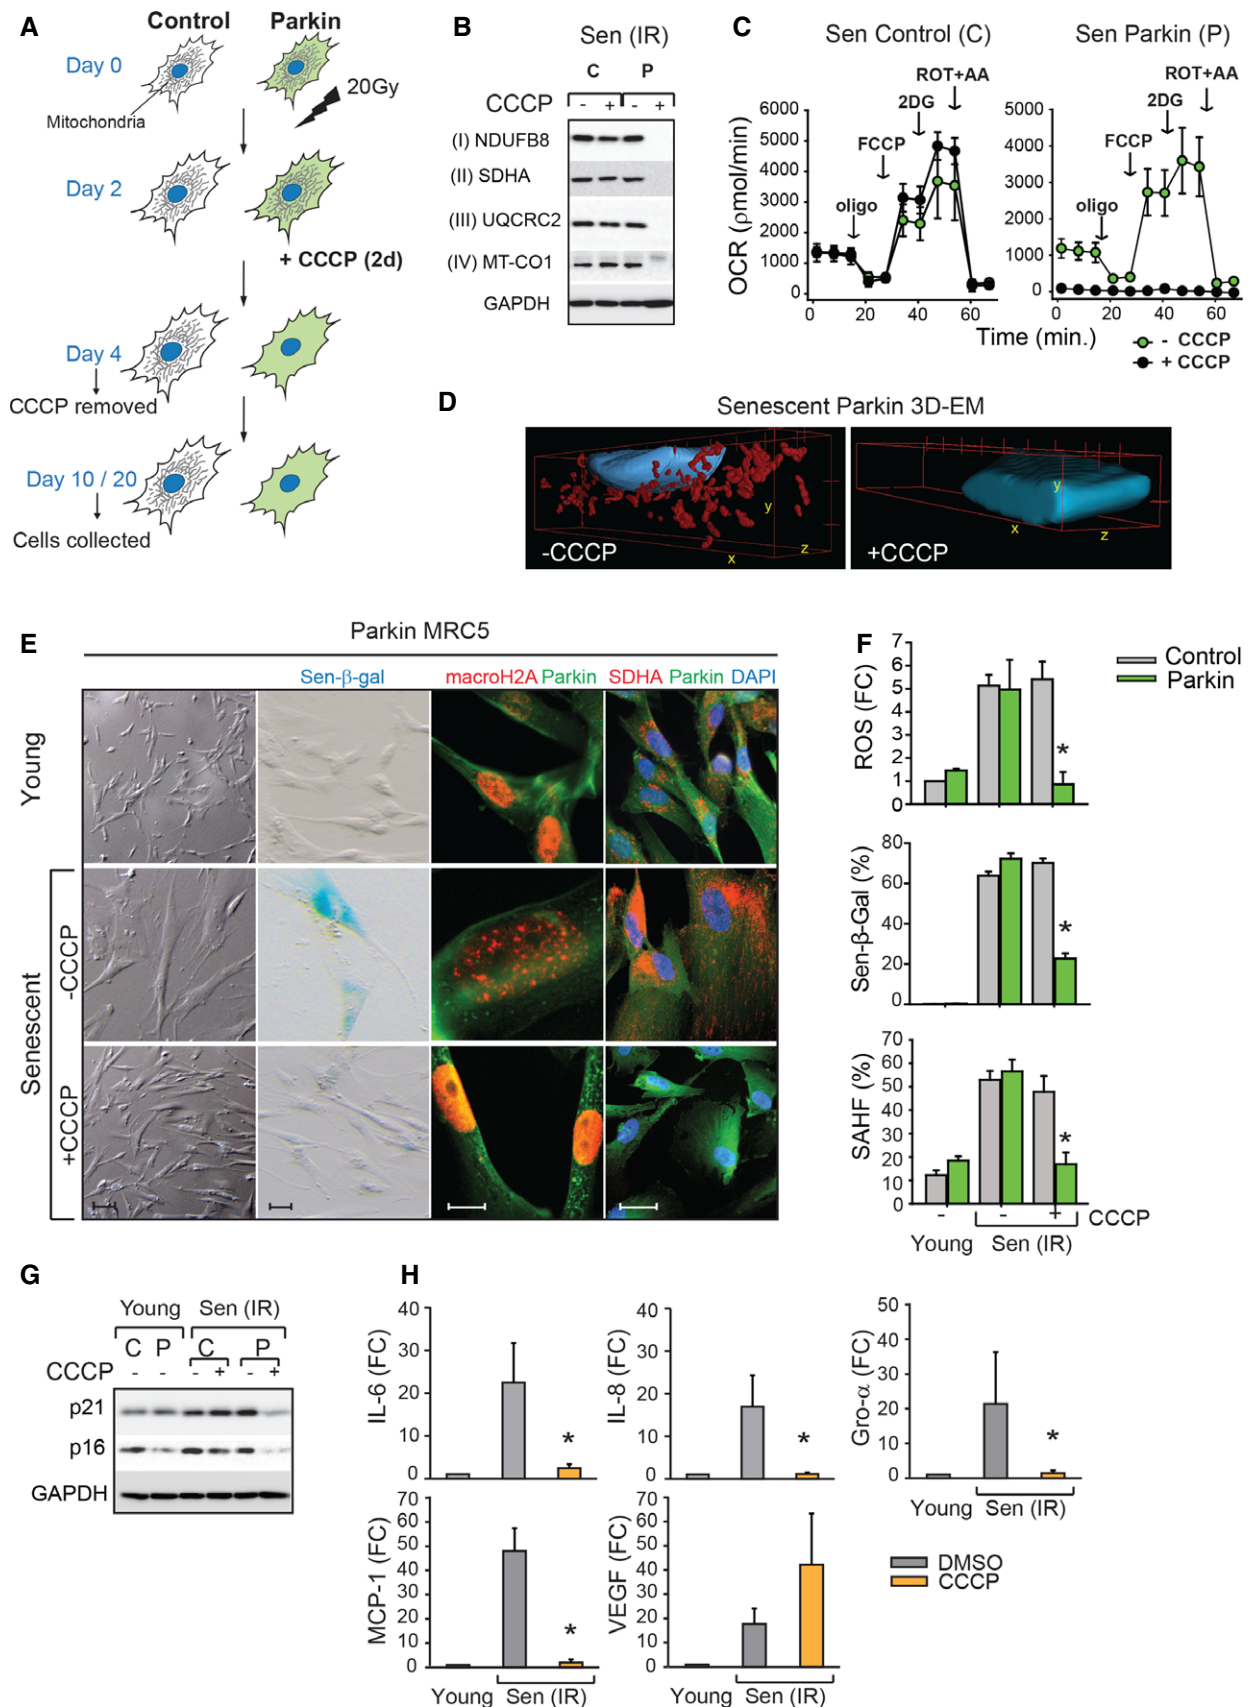 A
Control
Parkin
Day 0
20Gy
Mitochondria
Day 2
+ CCCP (2d)
Day 4
CCCP removed
Day 10 / 20
Cells collected
B
Sen (IR)
C P
CCCP - + - +
(I) NDUFB8
(II) SDHA
(III) UQCRC2
(IV) MT-CO1
GAPDH
C
Sen Control (C)
Sen Parkin (P)
OCR (ρmol/min)
6000
5000
4000
3000
2000
1000
0
oligo
FCCP
2DG
ROT+AA
0 20 40 60
5000
4000
3000
2000
1000
0
oligo
FCCP
2DG
ROT+AA
0 20 40 60
Time (min.)
- CCCP
+ CCCP
D
Senescent Parkin 3D-EM
-CCCP
x
y
z
+CCCP
x
y
z
E
Parkin MRC5
Sen-β-gal
macroH2A Parkin
SDHA Parkin DAPI
Young
Senescent
-CCCP
+CCCP
F
Control
Parkin
ROS (FC)
7
6
5
4
3
2
1
0
*
Sen-β-Gal (%)
80
60
40
20
0
*
SAHF (%)
70
60
50
40
30
20
10
0
*
- - + CCCP
Young Sen (IR)
G
Young Sen (IR)
C P C P
CCCP - - - + - +
p21
p16
GAPDH
H
IL-6 (FC)
40
30
20
10
0
*
IL-8 (FC)
40
30
20
10
0
*
Gro-α (FC)
50
40
30
20
10
0
*
Young Sen (IR)
MCP-1 (FC)
70
60
50
40
30
20
10
0
*
Young Sen (IR)
VEGF (FC)
70
60
50
40
30
20
10
0
Young Sen (IR)
DMSO
CCCP